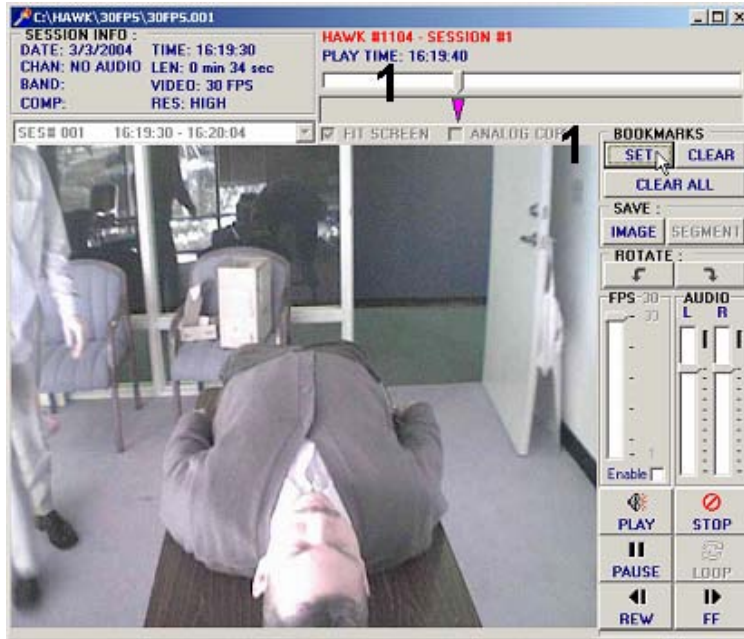 C:\HAWK\30FPS\30FPS.001
SESSION INFO :
DATE: 3/3/2004 TIME: 16:19:30
CHAN: NO AUDIO LEN: 0 min 34 sec
BAND: VIDEO: 30 FPS
COMP: RES: HIGH
HAWK #1104 - SESSION #1
PLAY TIME: 16:19:40
1
SES# 001 16:19:30 - 16:20:04
FIT SCREEN ANALOG
1
BOOKMARKS
SET CLEAR
CLEAR ALL
SAVE :
IMAGE SEGMENT
ROTATE :
FPS 30 AUDIO
L R
30
1
Enable
PLAY STOP
PAUSE LOOP
REW FF